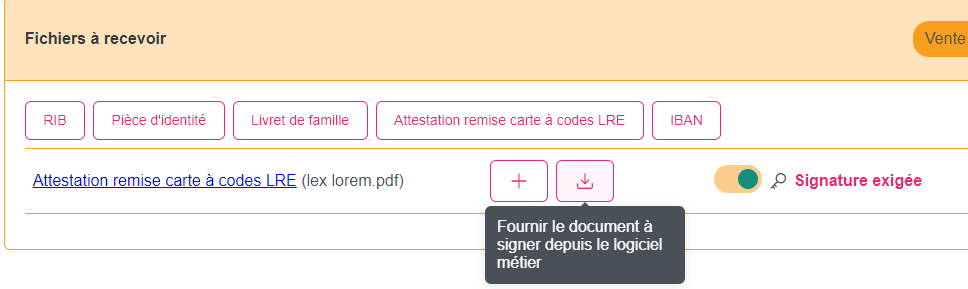 Fichiers à recevoir
Vente
RIB
Pièce d'identité
Livret de famille
Attestation remise carte à codes LRE
IBAN
Attestation remise carte à codes LRE (lex lorem.pdf)
Signature exigée
Fournir le document à
signer depuis le logiciel
métier